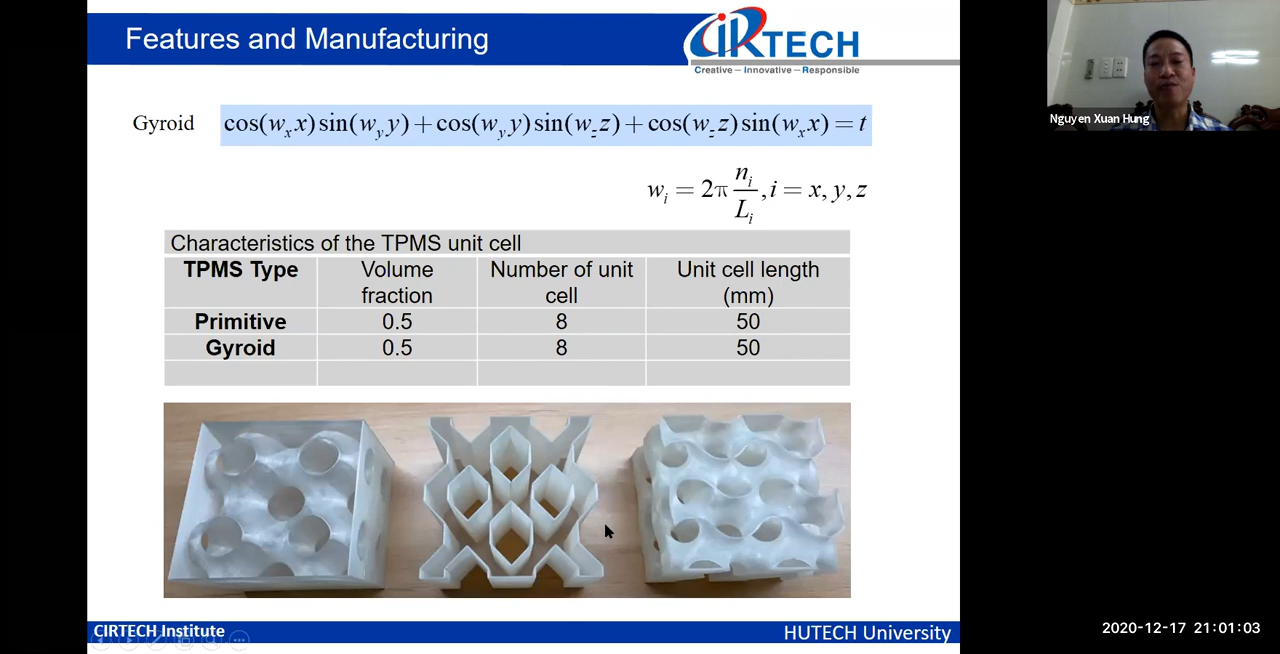 Features and Manufacturing
CIRTECH
Creative – Innovative – Responsible
Nguyen Xuan Hung
Gyroid cos(w_x x)sin(w_y y)+cos(w_y y)sin(w_z z)+cos(w_z z)sin(w_x x)=t
w_i = 2π n_i/L_i, i = x, y, z
Characteristics of the TPMS unit cell
TPMS Type Volume fraction Number of unit cell Unit cell length (mm)
Primitive 0.5 8 50
Gyroid 0.5 8 50
CIRTECH Institute
HUTECH University
2020-12-17 21:01:03